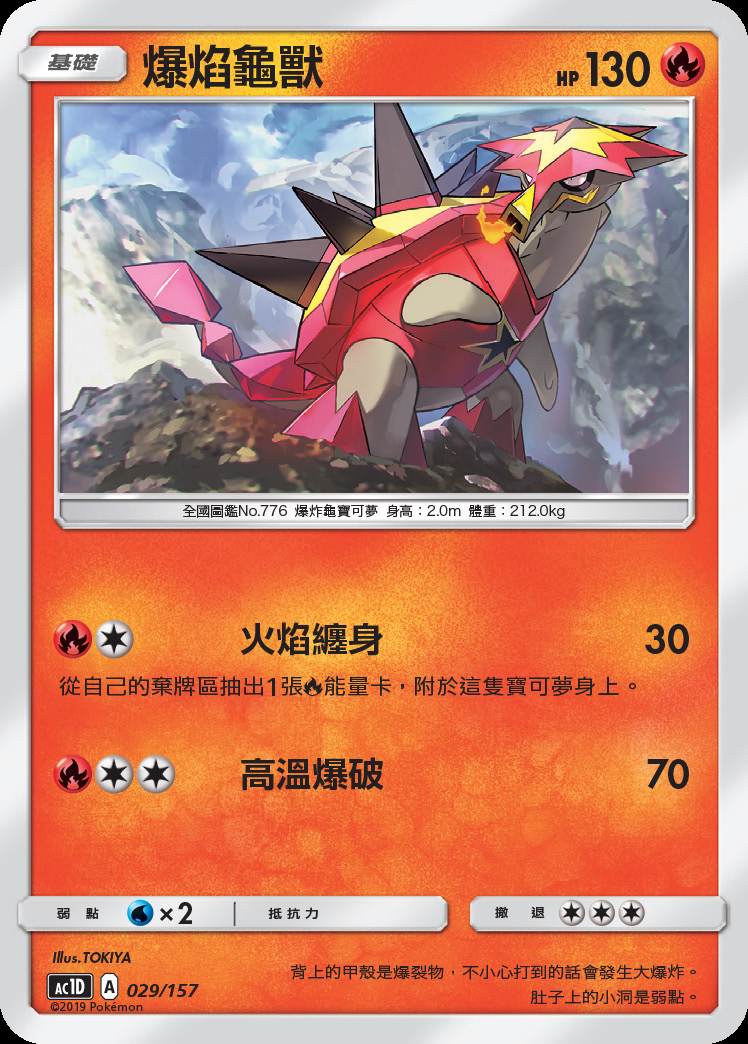 基礎 爆焰龜獸 HP 130
全國圖鑑No.776 爆炸龜寶可夢 身高：2.0m 體重：212.0kg
火焰纏身 30
從自己的棄牌區抽出1張能量卡，附於這隻寶可夢身上。
高溫爆破 70
弱點 ×2 抵抗力 撤退
Illus.TOKIYA
背上的甲殼是爆裂物，不小心打到的話會發生大爆炸。
肚子上的小洞是弱點。
AC1D A 029/157
©2019 Pokémon